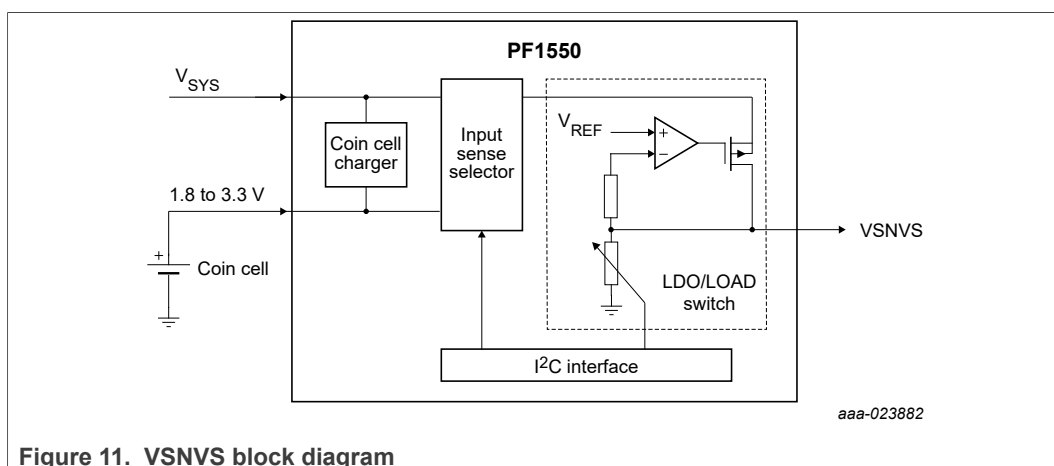 PF1550
VSYS
Coin cell
charger
Input
sense
selector
VREF
+
−
1.8 to 3.3 V
+
Coin cell
VSNVS
LDO/LOAD
switch
I2C interface
aaa-023882
Figure 11. VSNVS block diagram